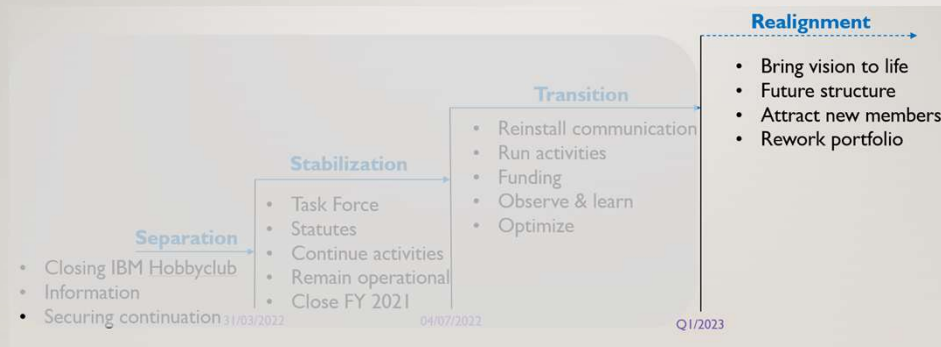 Realignment
• Bring vision to life
• Future structure
• Attract new members
• Rework portfolio
Transition
• Reinstall communication
• Run activities
• Funding
• Observe & learn
• Optimize
Stabilization
• Task Force
• Statutes
• Continue activities
• Remain operational
• Close FY 2021
Separation
• Closing IBM Hobbyclub
• Information
• Securing continuation
31/03/2022
04/07/2022
Q1/2023